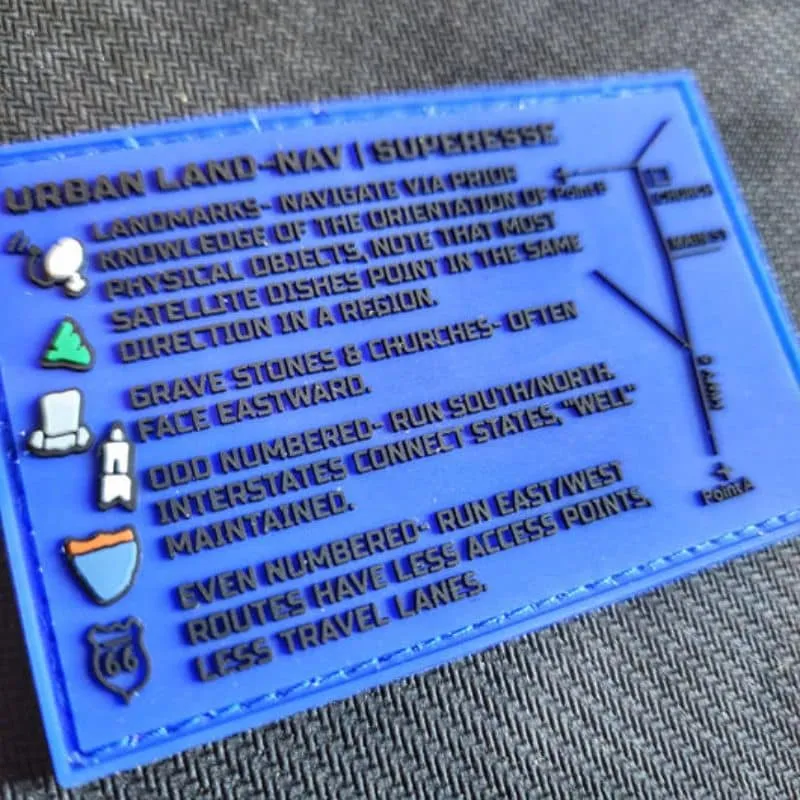 URBAN LAND-NAV | SUPERESSE
LANDMARKS- NAVIGATE VIA PRIOR
KNOWLEDGE OF THE ORIENTATION OF
PHYSICAL OBJECTS, NOTE THAT MOST
SATELLITE DISHES POINT IN THE SAME
DIRECTION IN A REGION.
GRAVE STONES & CHURCHES- OFTEN
FACE EASTWARD.
ODD NUMBERED- RUN SOUTH/NORTH.
INTERSTATES CONNECT STATES, "WELL"
MAINTAINED.
EVEN NUMBERED- RUN EAST/WEST
ROUTES HAVE LESS ACCESS POINTS,
LESS TRAVEL LANES.
66
CHURCH
Point A